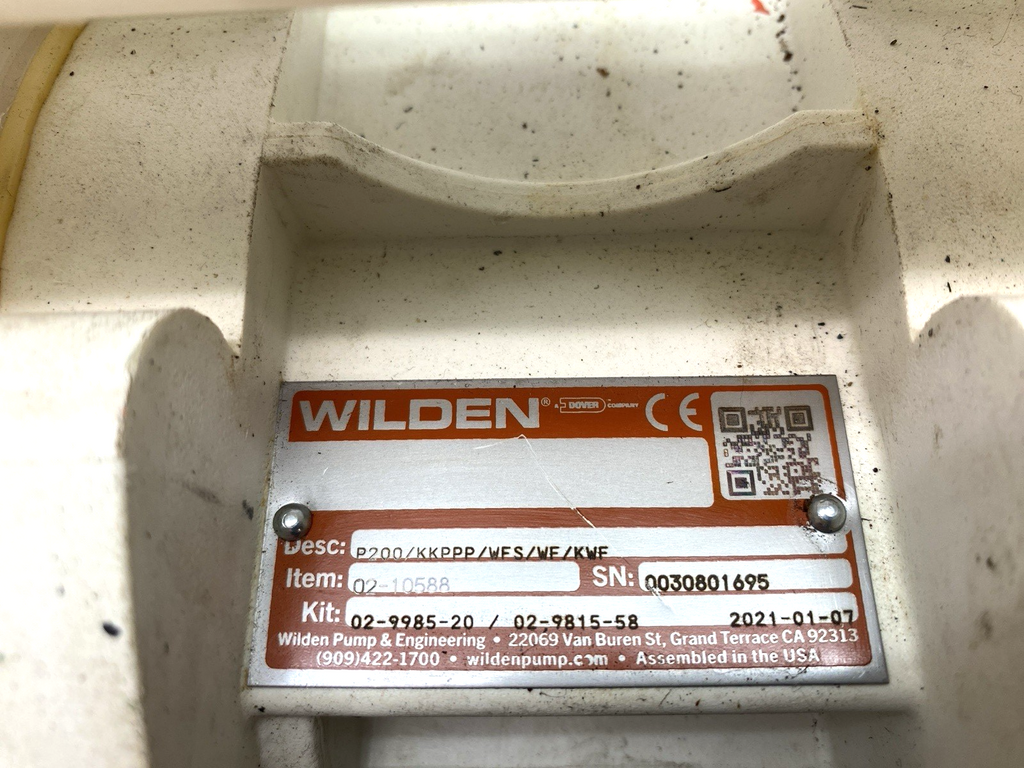 WILDEN® A DOVER™ COMPANY CE
Desc: P200/KKPPP/WFS/WF/KWF
Item: 02-10588 SN: 0030801695
Kit: 02-9985-20 / 02-9815-58 2021-01-07
Wilden Pump & Engineering • 22069 Van Buren St, Grand Terrace CA 92313
(909)422-1700 • wildenpump.com • Assembled in the USA